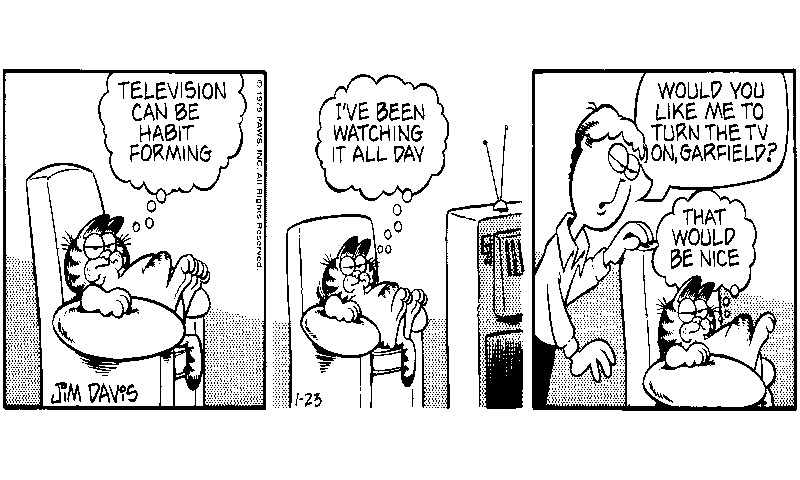 TELEVISION
CAN BE
HABIT
FORMING
© 1979 PAWS, INC. All Rights Reserved.
JIM DAVIS
I'VE BEEN
WATCHING
IT ALL DAY
1-23
WOULD YOU
LIKE ME TO
TURN THE TV
ON, GARFIELD?
THAT
WOULD
BE NICE